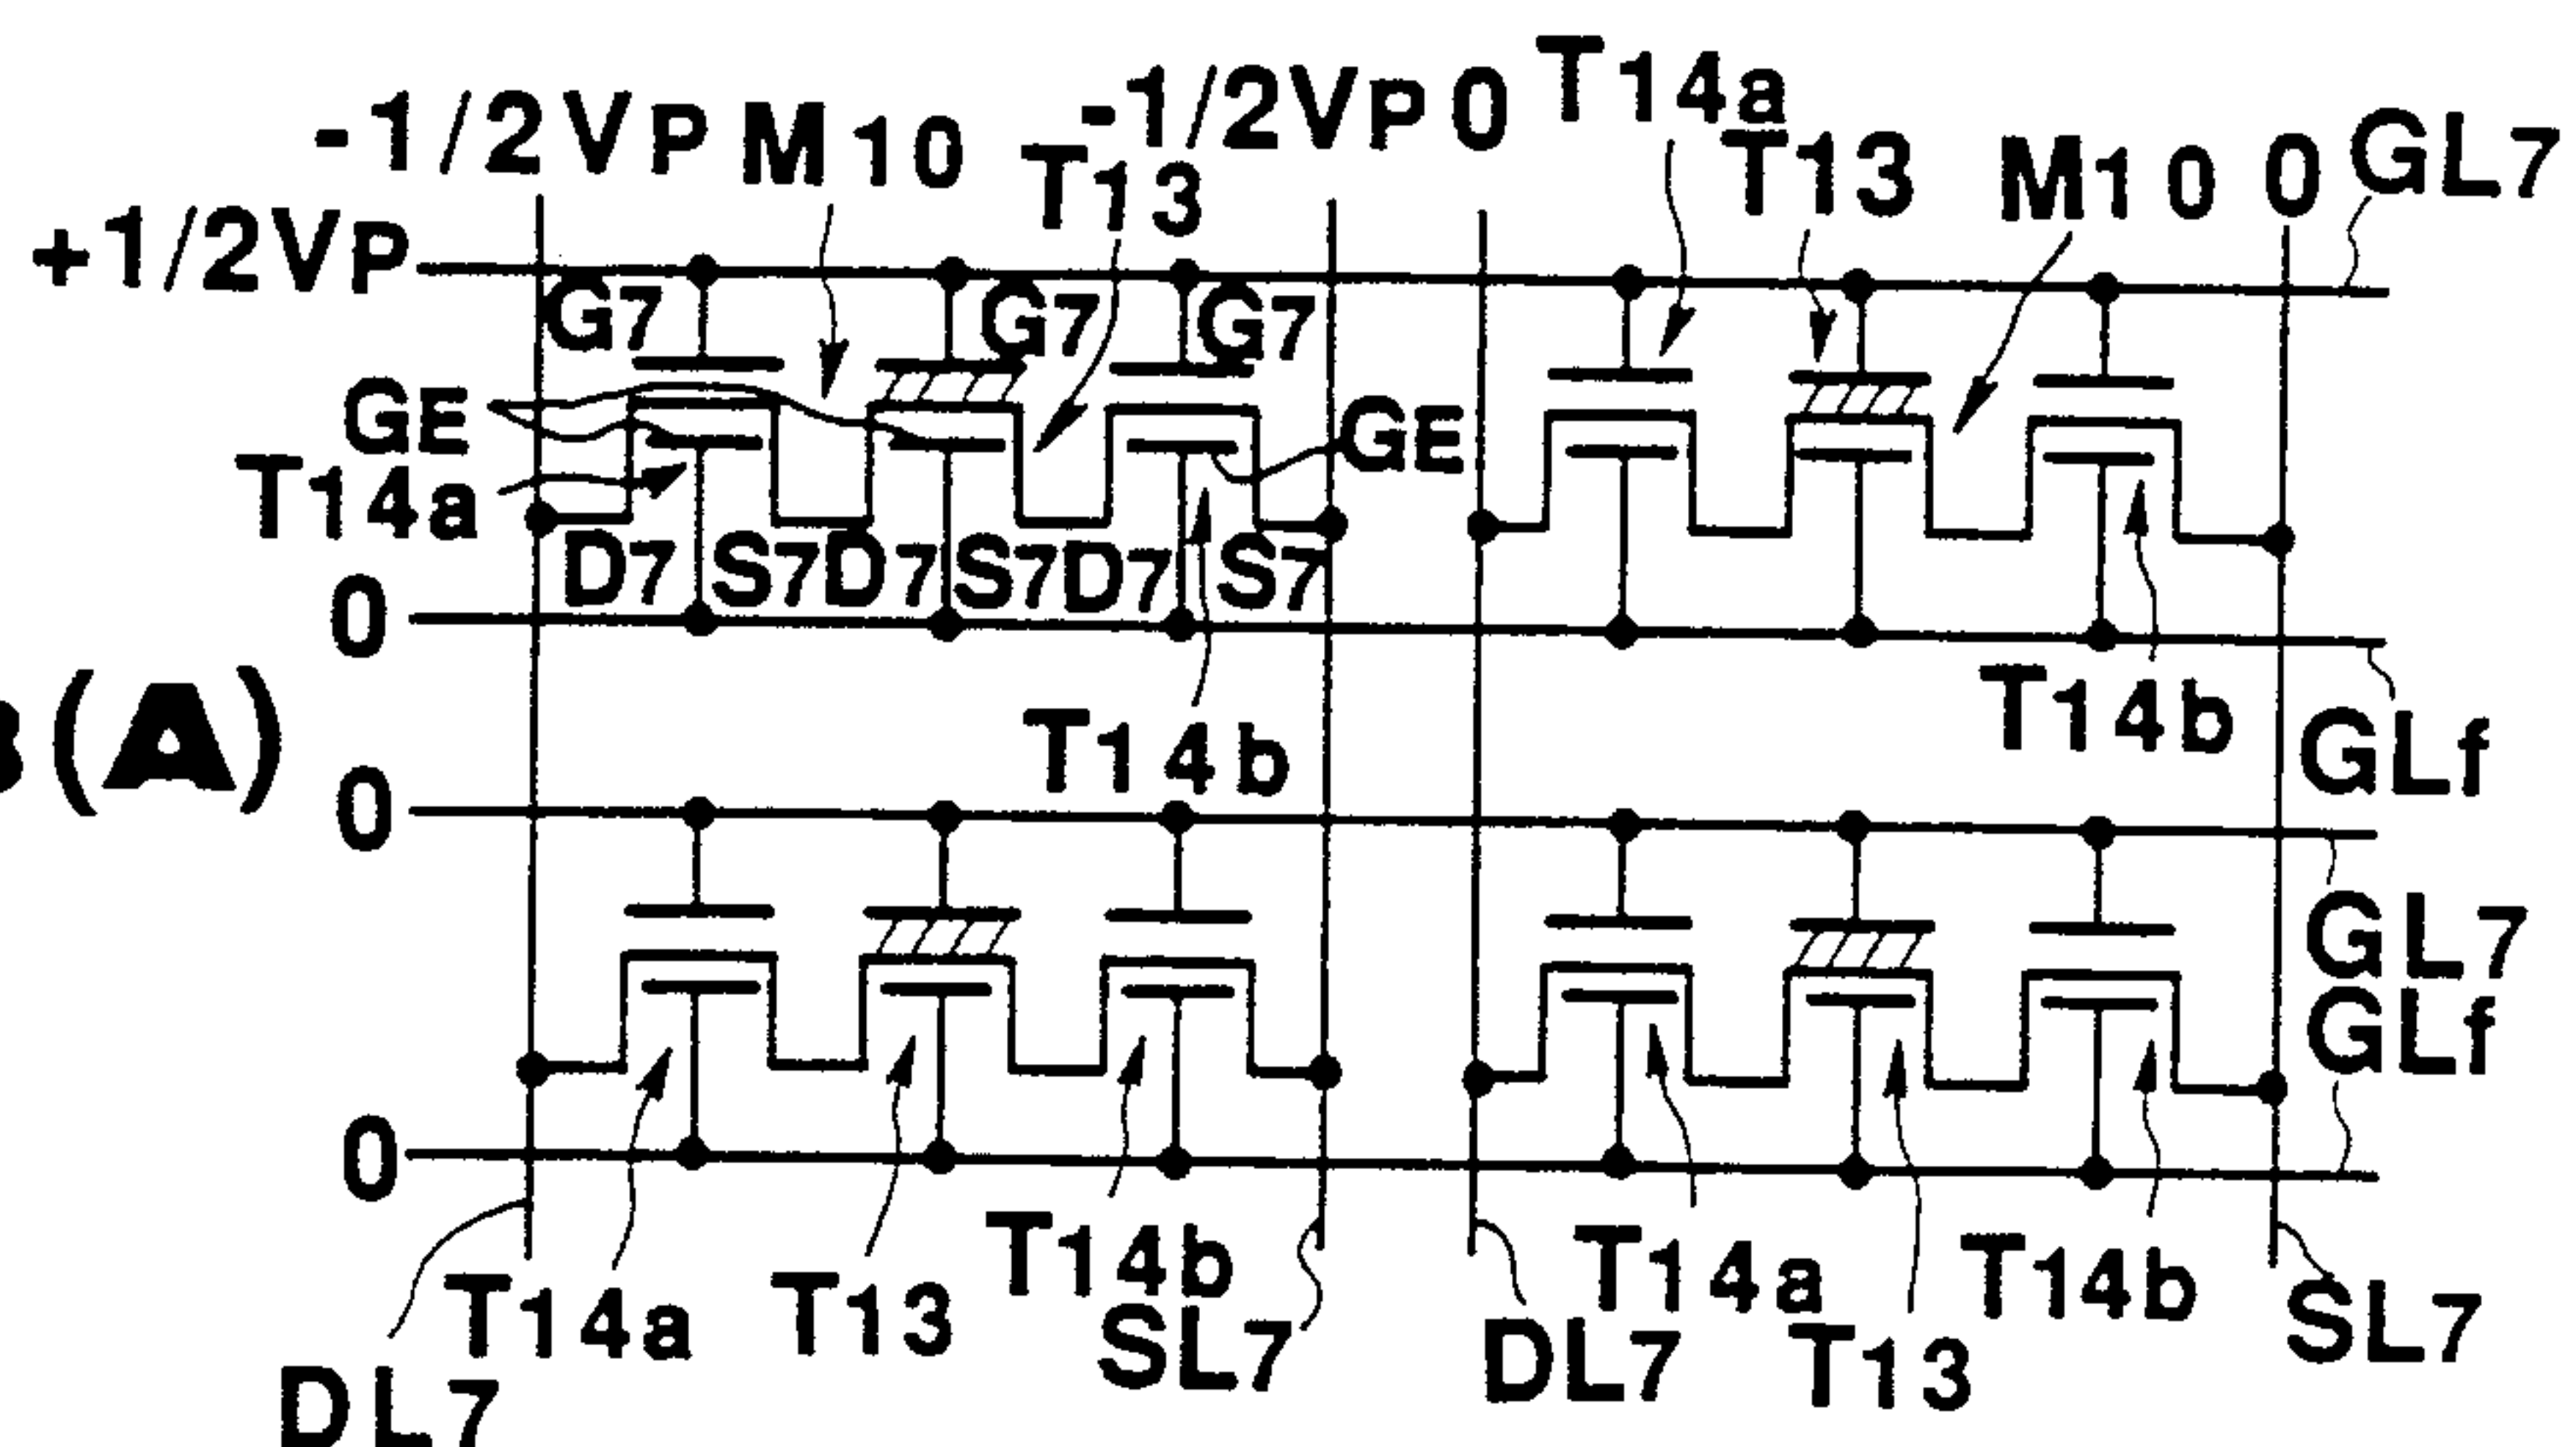 -1/2VP M10 -1/2VP 0 T14a
T13 T13 M10 0 GL7
+1/2VP
G7 G7 G7
GE GE
T14a
D7 S7 D7 S7 D7 S7
0
T14b T14b GLf
(A)
0
GL7
GLf
0
T14a T13 T14b T14a T14b
SL7 DL7 T13 SL7
DL7